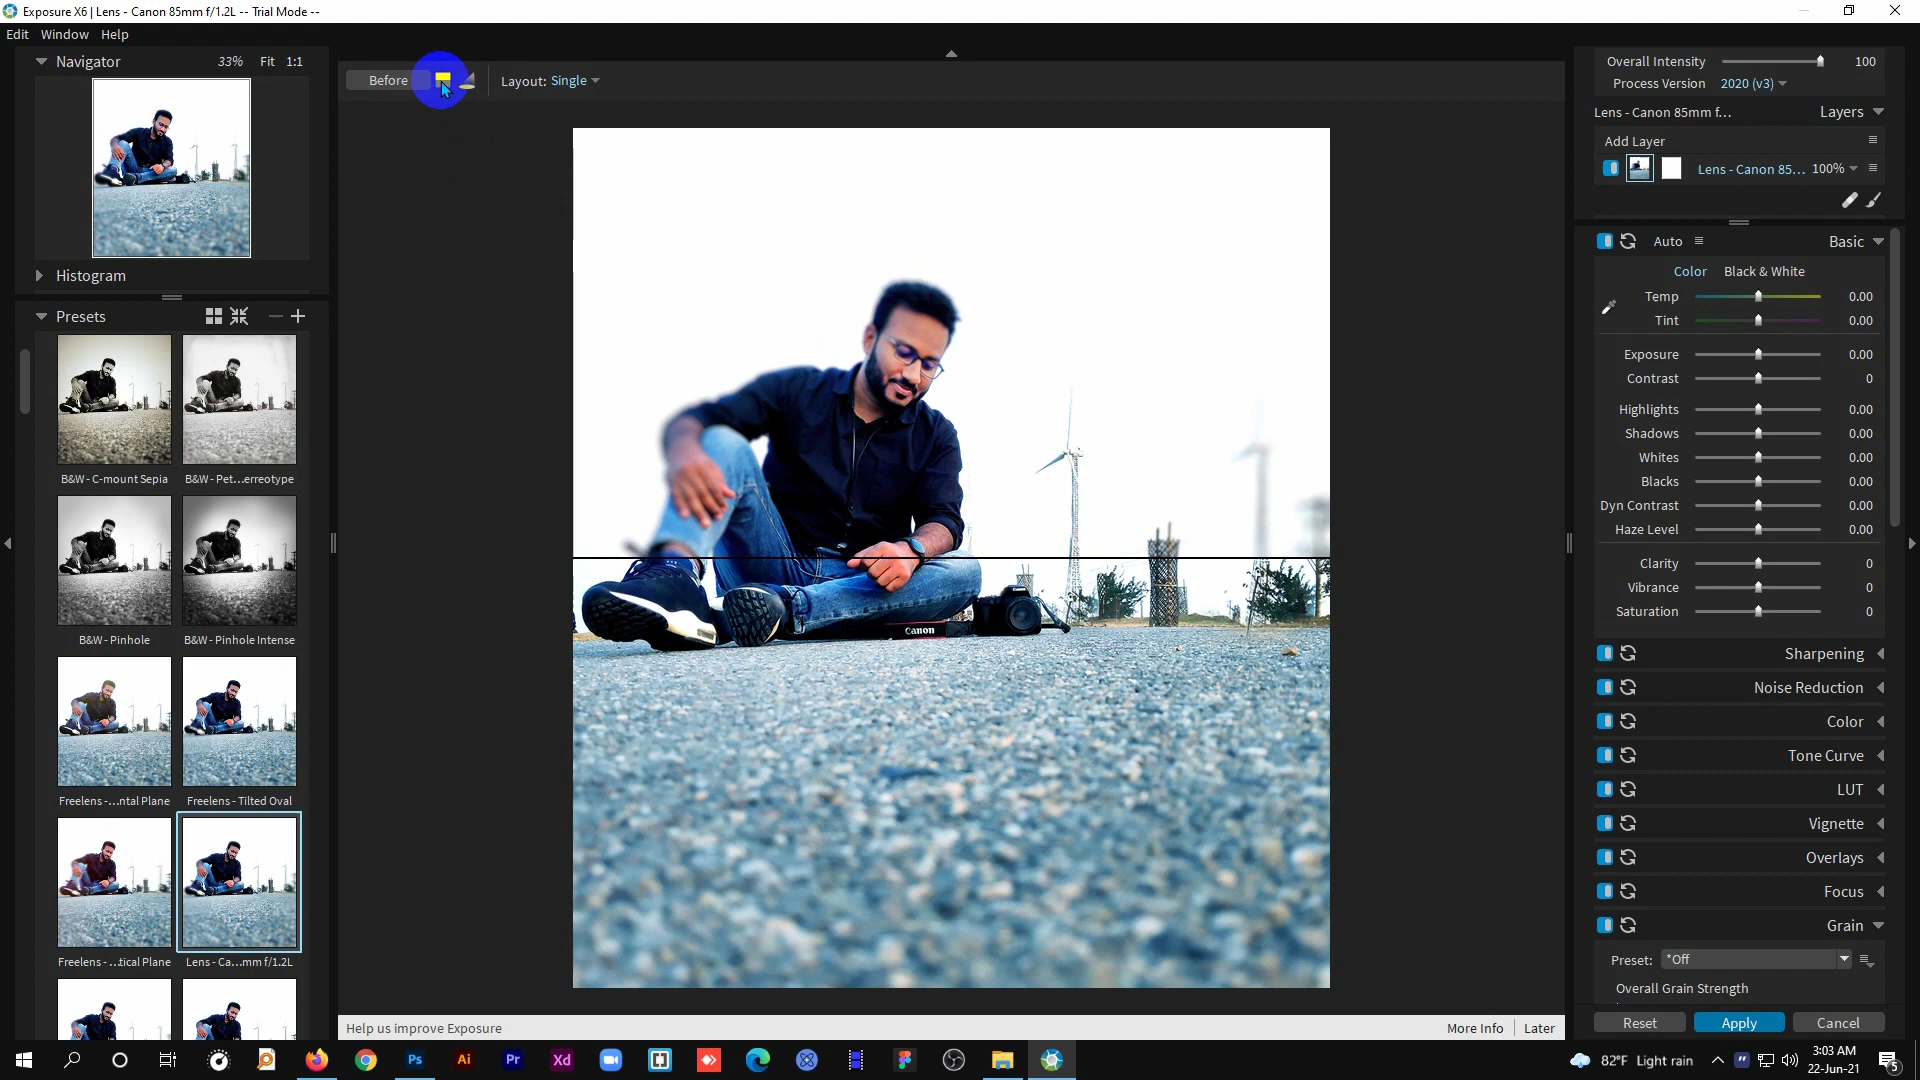 Exposure X6 | Lens - Canon 85mm f/1.2L -- Trial Mode --
Edit Window Help
Navigator 33% Fit 1:1
Histogram
Presets
B&W - C-mount Sepia
B&W - Pet...erreotype
B&W - Pinhole
B&W - Pinhole Intense
Freelens -...ntal Plane
Freelens - Tilted Oval
Freelens - ...tical Plane
Lens - Ca...mm f/1.2L
Before Layout: Single
Canon
Help us improve Exposure More Info Later
Overall Intensity 100
Process Version 2020 (v3)
Lens - Canon 85mm f... Layers
Add Layer
Lens - Canon 85... 100%
Auto Basic
Color Black & White
Temp 0.00
Tint 0.00
Exposure 0.00
Contrast 0
Highlights 0.00
Shadows 0.00
Whites 0.00
Blacks 0.00
Dyn Contrast 0.00
Haze Level 0.00
Clarity 0
Vibrance 0
Saturation 0
Sharpening
Noise Reduction
Color
Tone Curve
LUT
Vignette
Overlays
Focus
Grain
Preset: *Off
Overall Grain Strength
Reset Apply Cancel
Ps Ai Pr Xd
82°F Light rain
3:03 AM
22-Jun-21
5